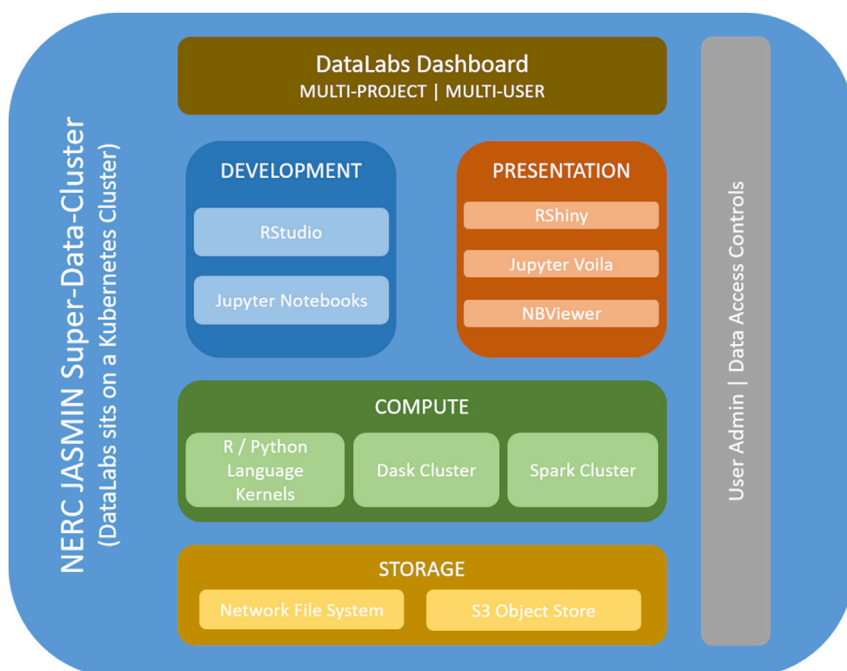 NERC JASMIN Super-Data-Cluster
(DataLabs sits on a Kubernetes Cluster)
DataLabs Dashboard
MULTI-PROJECT | MULTI-USER
DEVELOPMENT
RStudio
Jupyter Notebooks
PRESENTATION
RShiny
Jupyter Voila
NBViewer
COMPUTE
R / Python
Language
Kernels
Dask Cluster
Spark Cluster
STORAGE
Network File System
S3 Object Store
User Admin | Data Access Controls